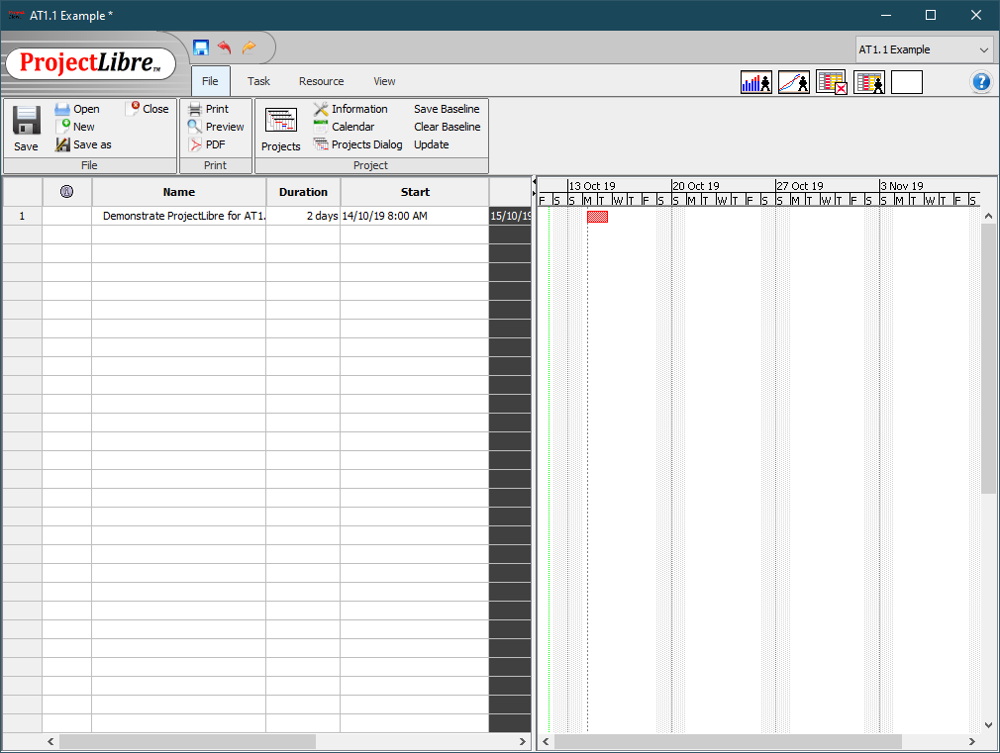 AT1.1 Example *
ProjectLibre™
AT1.1 Example
File Task Resource View
Save Open New Save as Close
File
Print Preview PDF
Print
Projects Information Calendar Projects Dialog Save Baseline Clear Baseline Update
Project
Name Duration Start
1 Demonstrate ProjectLibre for AT1. 2 days 14/10/19 8:00 AM 15/10/19
13 Oct 19 20 Oct 19 27 Oct 19 3 Nov 19
F S S M T W T F S S M T W T F S S M T W T F S S M T W T F S